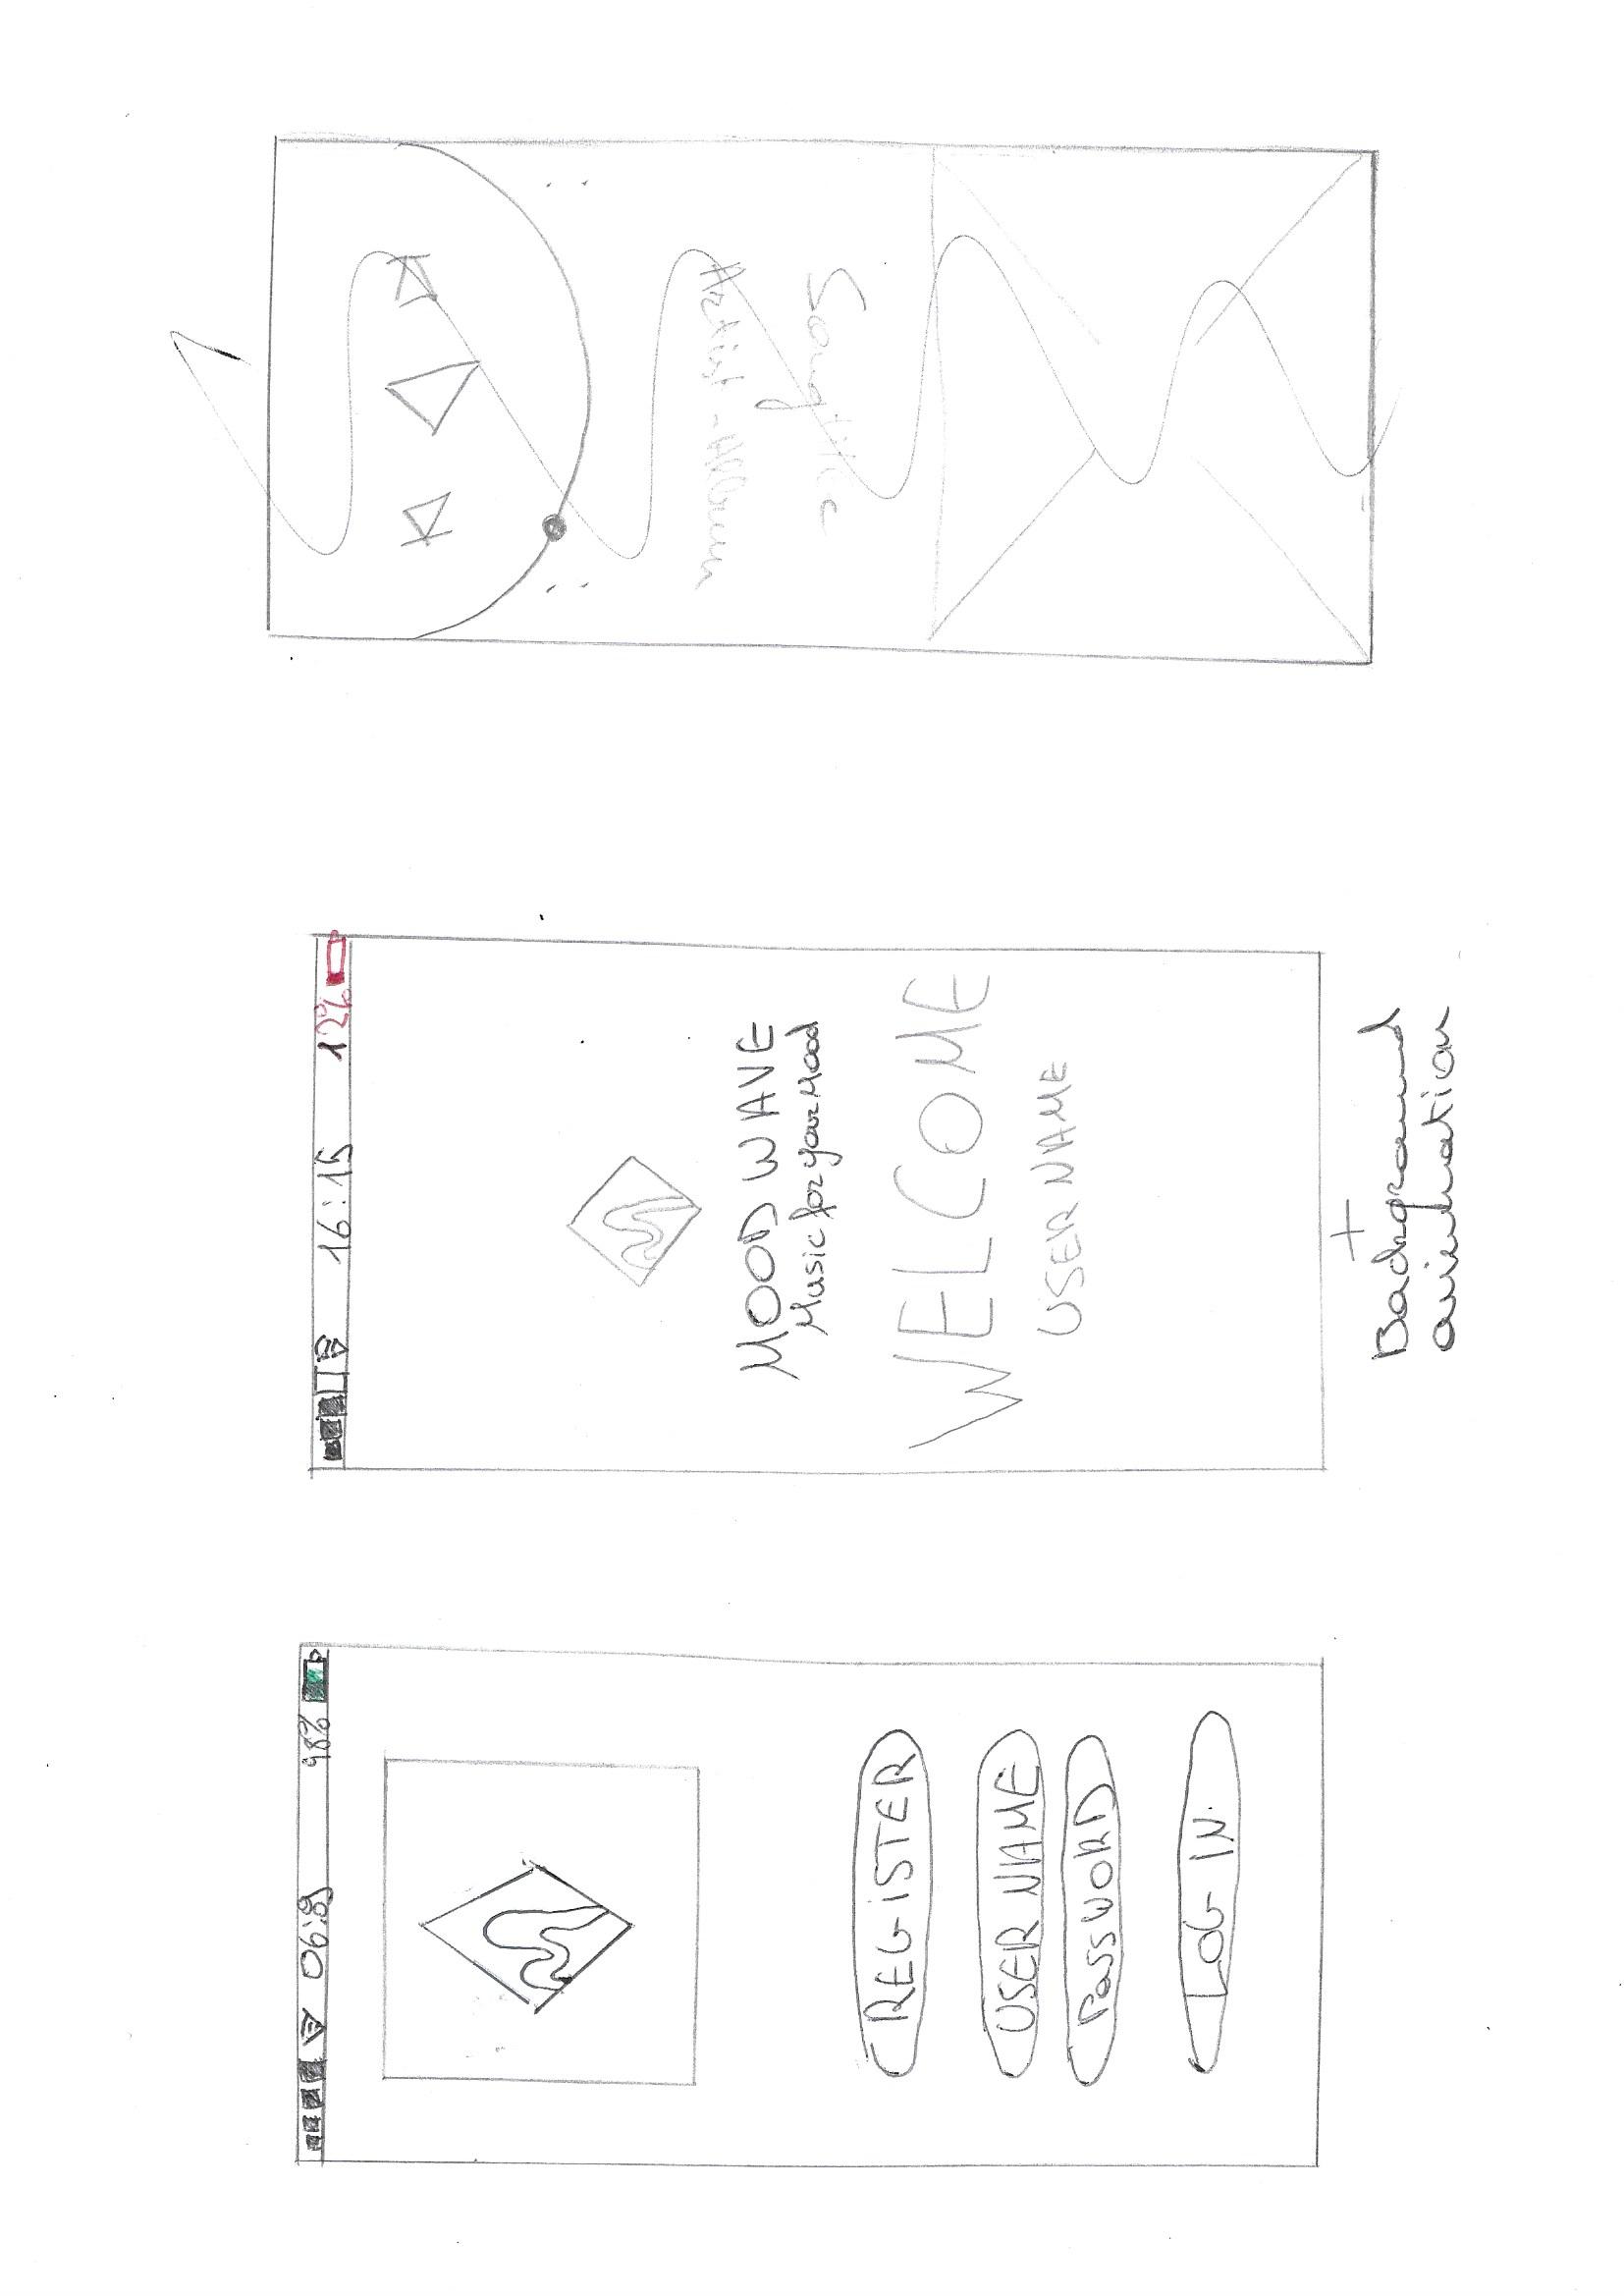 06:09 98%
REGISTER
USER NAME
PassWORD
LOG IN
16:15 12%
MOOD WAVE
Music for your Mood
WELCOME
USER NAME
+
Background
animation
Song title
Artist - Album